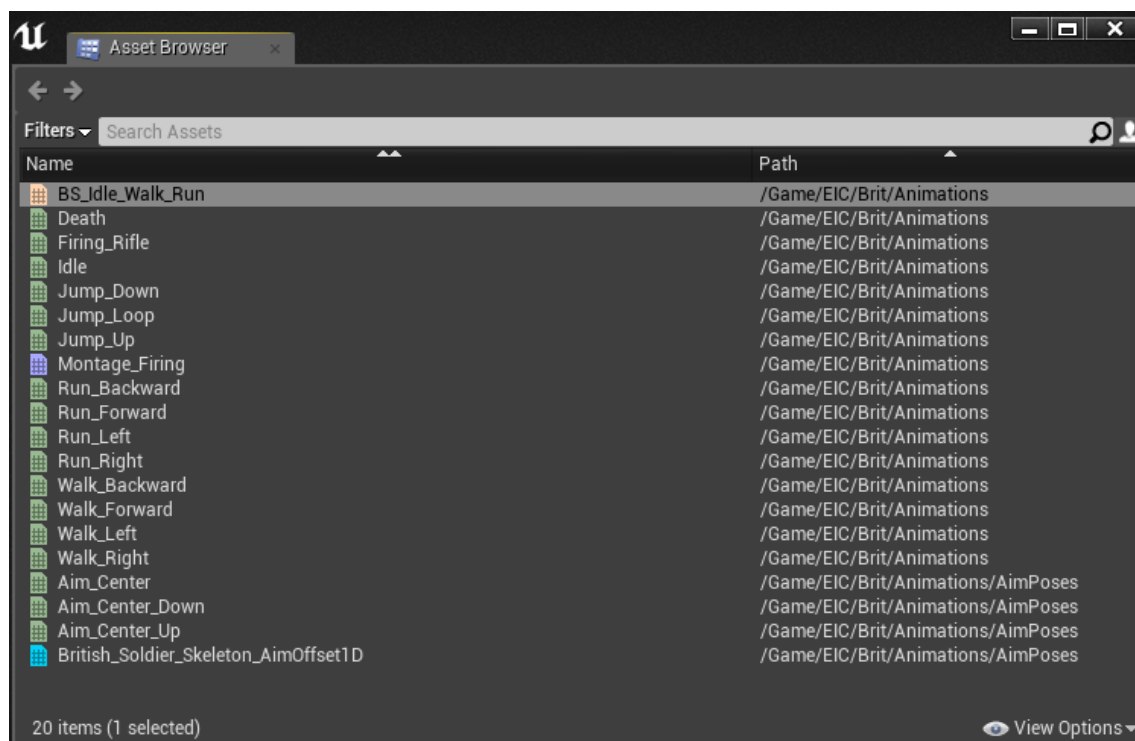 Asset Browser
Filters Search Assets
Name Path
BS_Idle_Walk_Run /Game/EIC/Brit/Animations
Death /Game/EIC/Brit/Animations
Firing_Rifle /Game/EIC/Brit/Animations
Idle /Game/EIC/Brit/Animations
Jump_Down /Game/EIC/Brit/Animations
Jump_Loop /Game/EIC/Brit/Animations
Jump_Up /Game/EIC/Brit/Animations
Montage_Firing /Game/EIC/Brit/Animations
Run_Backward /Game/EIC/Brit/Animations
Run_Forward /Game/EIC/Brit/Animations
Run_Left /Game/EIC/Brit/Animations
Run_Right /Game/EIC/Brit/Animations
Walk_Backward /Game/EIC/Brit/Animations
Walk_Forward /Game/EIC/Brit/Animations
Walk_Left /Game/EIC/Brit/Animations
Walk_Right /Game/EIC/Brit/Animations
Aim_Center /Game/EIC/Brit/Animations/AimPoses
Aim_Center_Down /Game/EIC/Brit/Animations/AimPoses
Aim_Center_Up /Game/EIC/Brit/Animations/AimPoses
British_Soldier_Skeleton_AimOffset1D /Game/EIC/Brit/Animations/AimPoses
20 items (1 selected) View Options